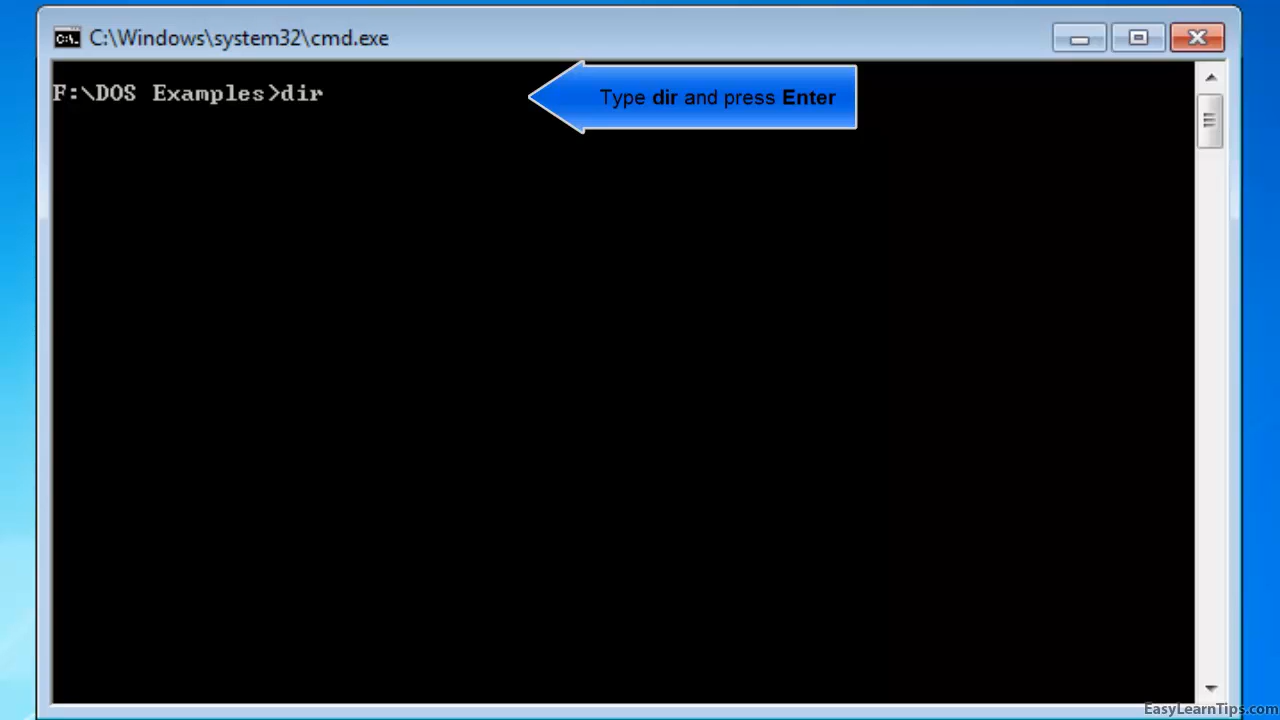 C:\Windows\system32\cmd.exe
F:\DOS Examples>dir
Type dir and press Enter
EasyLearnTips.com